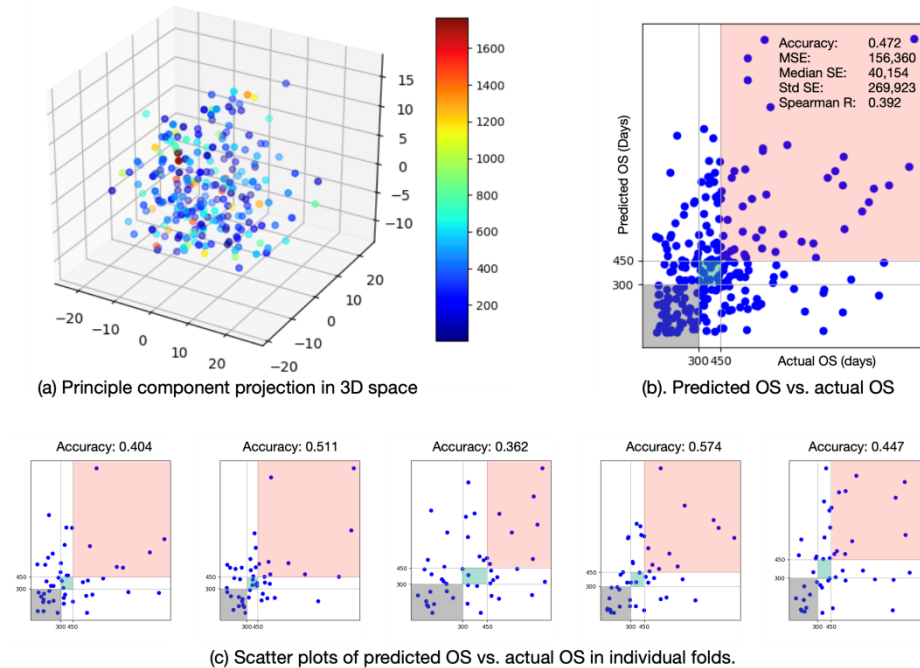 15
10
5
0
−5
−10
−20
−10
0
10
20
−20
−10
0
10
20
1600
1400
1200
1000
800
600
400
200
(a) Principle component projection in 3D space
Accuracy: 0.472
MSE: 156,360
Median SE: 40,154
Std SE: 269,923
Spearman R: 0.392
Predicted OS (Days)
450
300
300 450
Actual OS (days)
(b). Predicted OS vs. actual OS
Accuracy: 0.404
450
300
300 450
Accuracy: 0.511
450
300
300 450
Accuracy: 0.362
450
300
300 450
Accuracy: 0.574
450
300
300 450
Accuracy: 0.447
450
300
300 450
(c) Scatter plots of predicted OS vs. actual OS in individual folds.